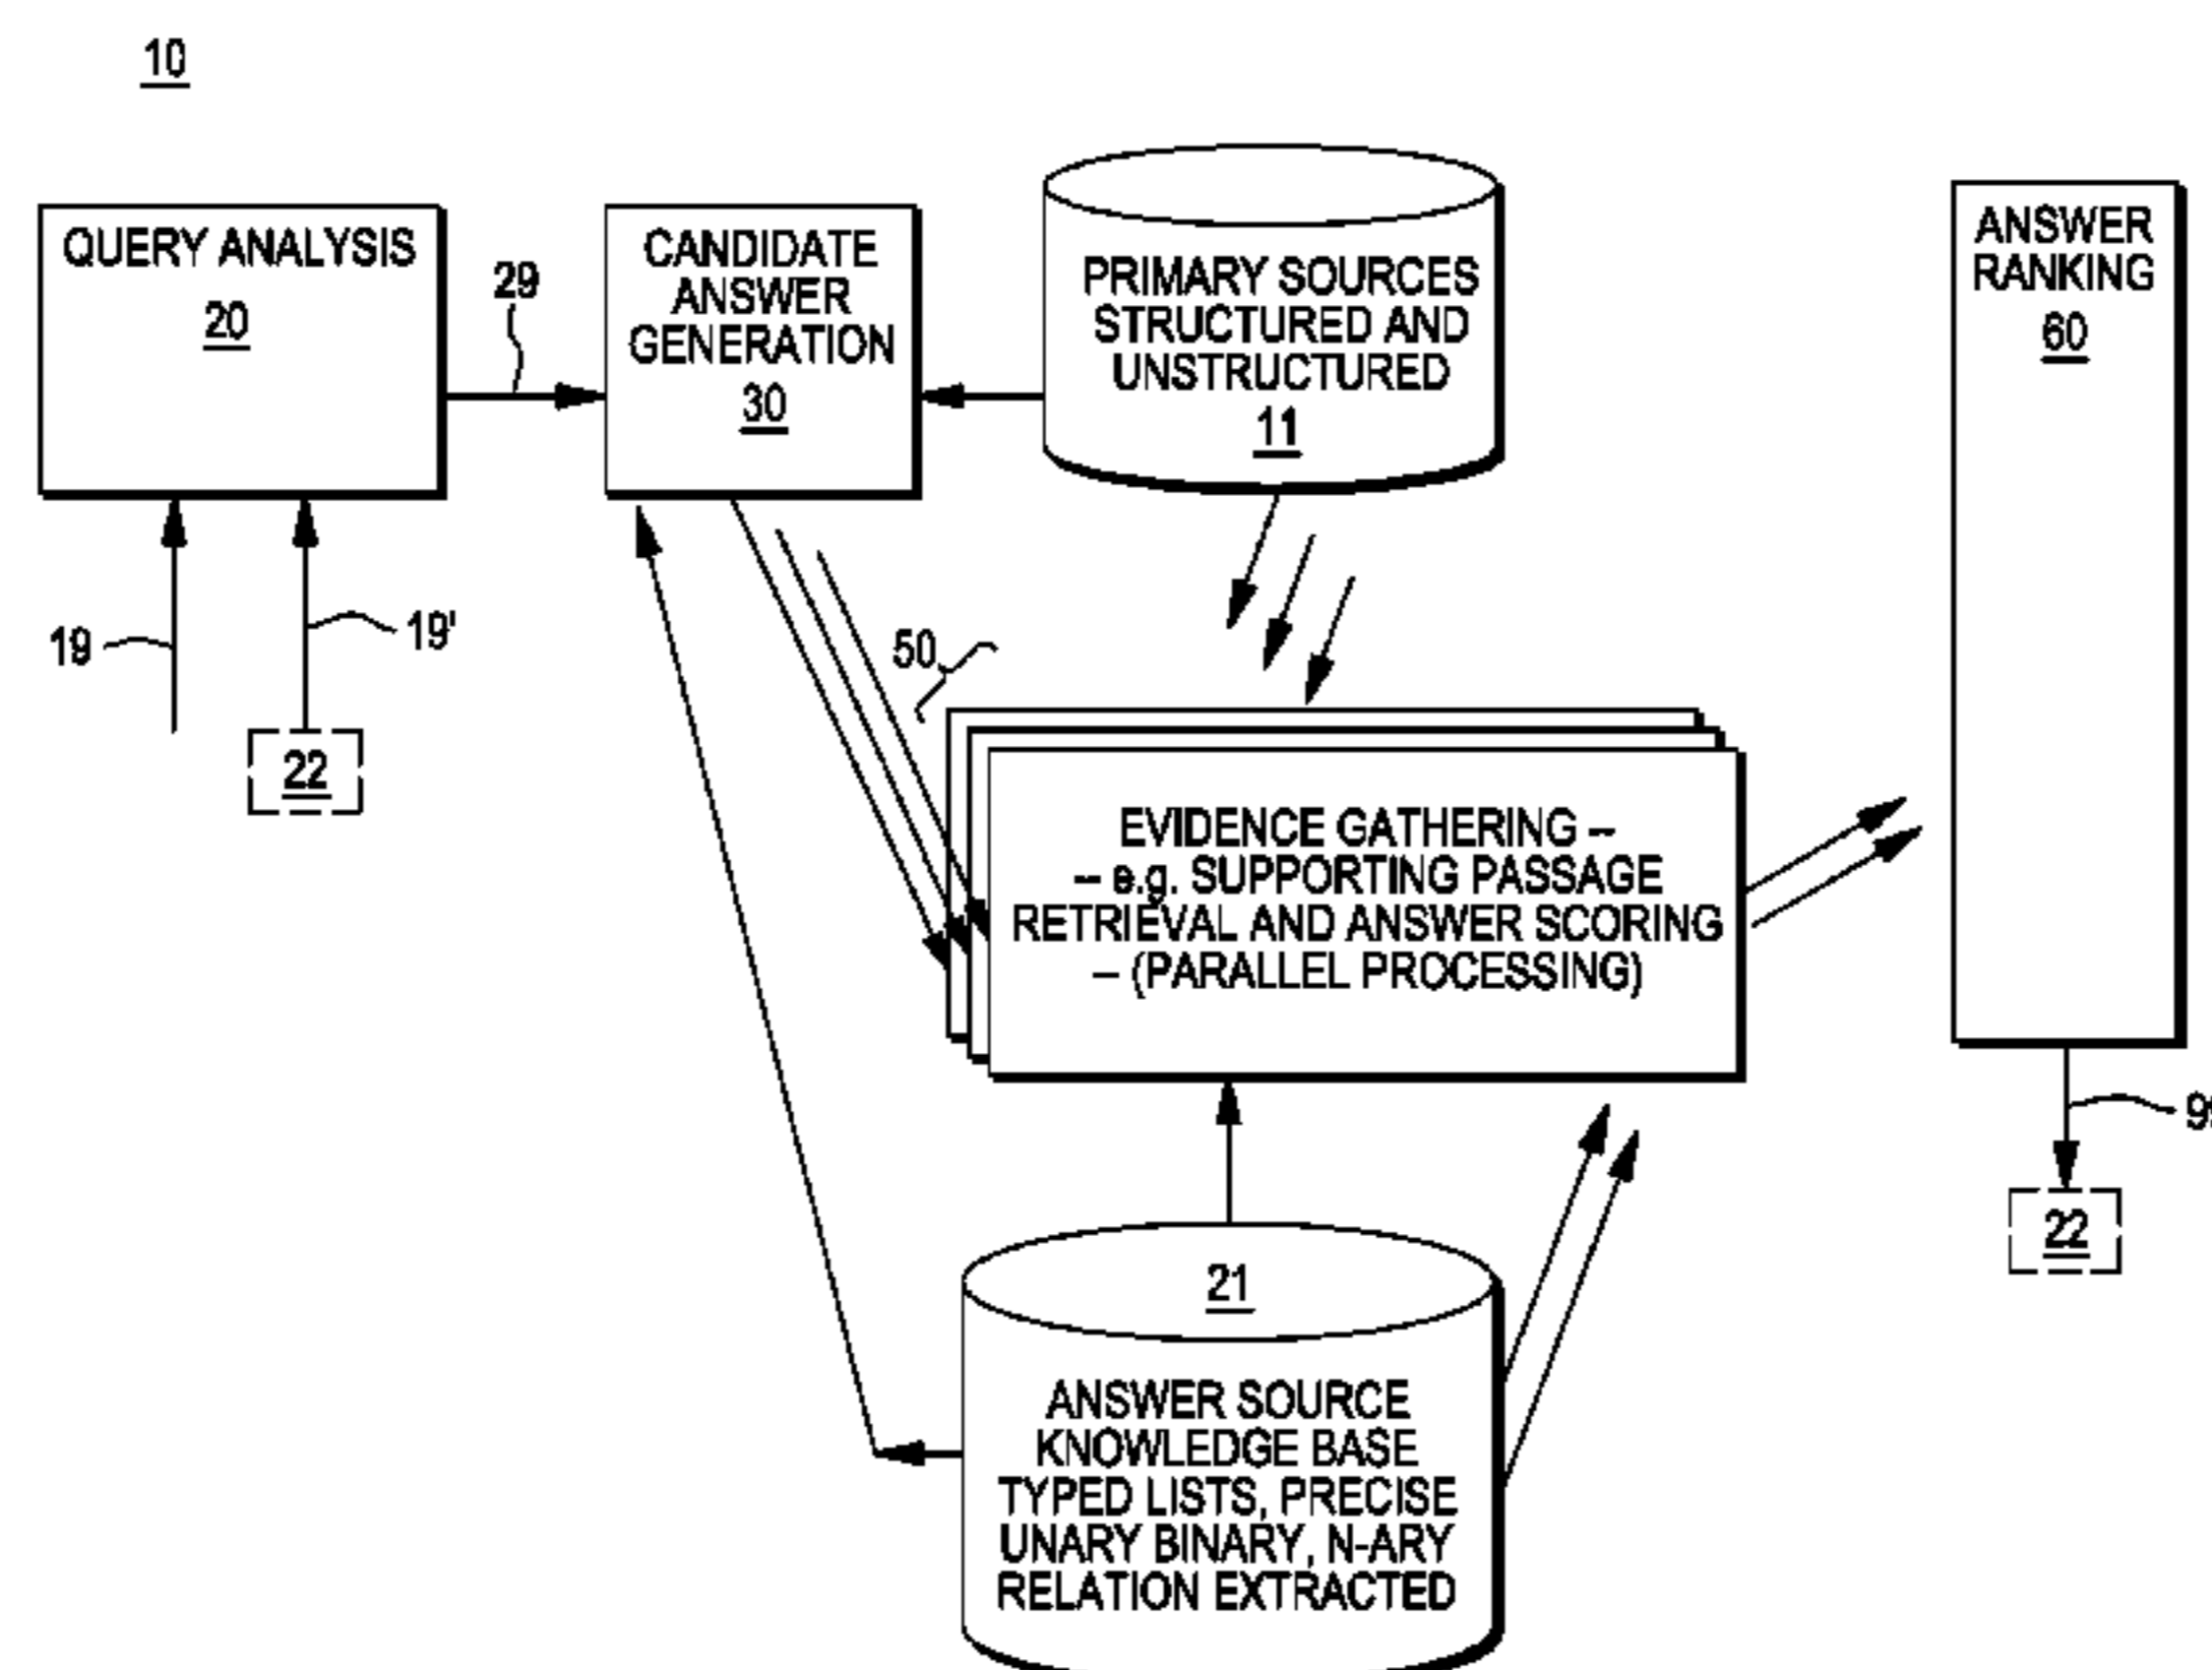 10
QUERY ANALYSIS
20
29
CANDIDATE
ANSWER
GENERATION
30
PRIMARY SOURCES
STRUCTURED AND
UNSTRUCTURED
11
ANSWER
RANKING
60
19
19'
22
50
EVIDENCE GATHERING --
-- e.g. SUPPORTING PASSAGE
RETRIEVAL AND ANSWER SCORING
-- (PARALLEL PROCESSING)
22
21
ANSWER SOURCE
KNOWLEDGE BASE
TYPED LISTS, PRECISE
UNARY BINARY, N-ARY
RELATION EXTRACTED